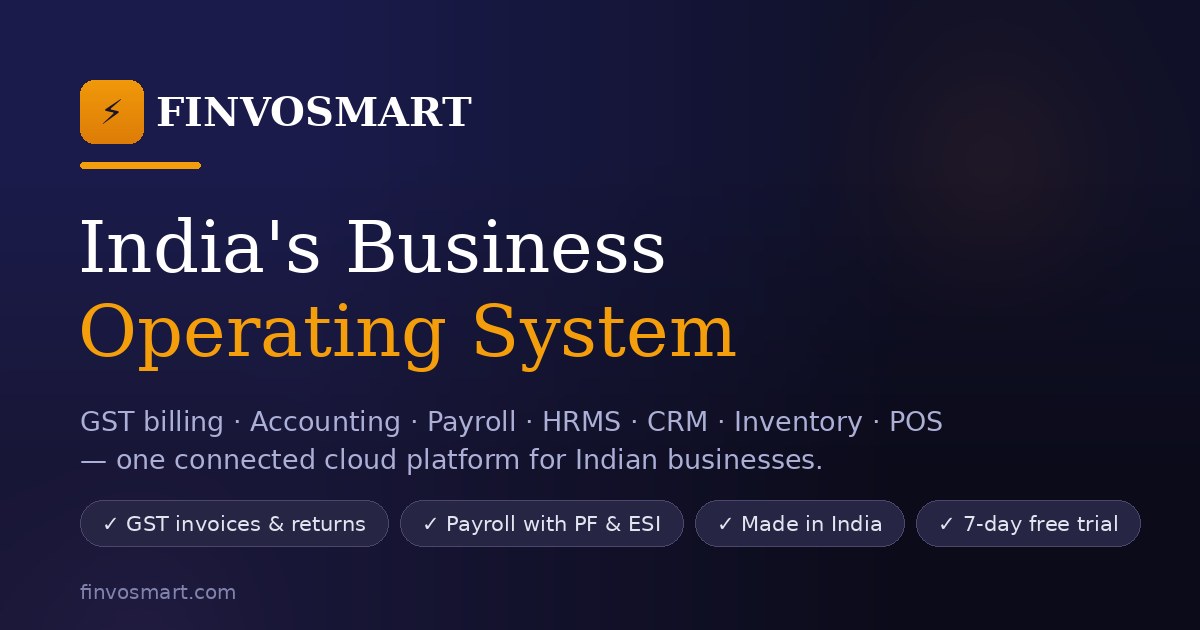 ⚡ FINVOSMART
India's Business
Operating System
GST billing · Accounting · Payroll · HRMS · CRM · Inventory · POS
— one connected cloud platform for Indian businesses.
✓ GST invoices & returns ✓ Payroll with PF & ESI ✓ Made in India ✓ 7-day free trial
finvosmart.com